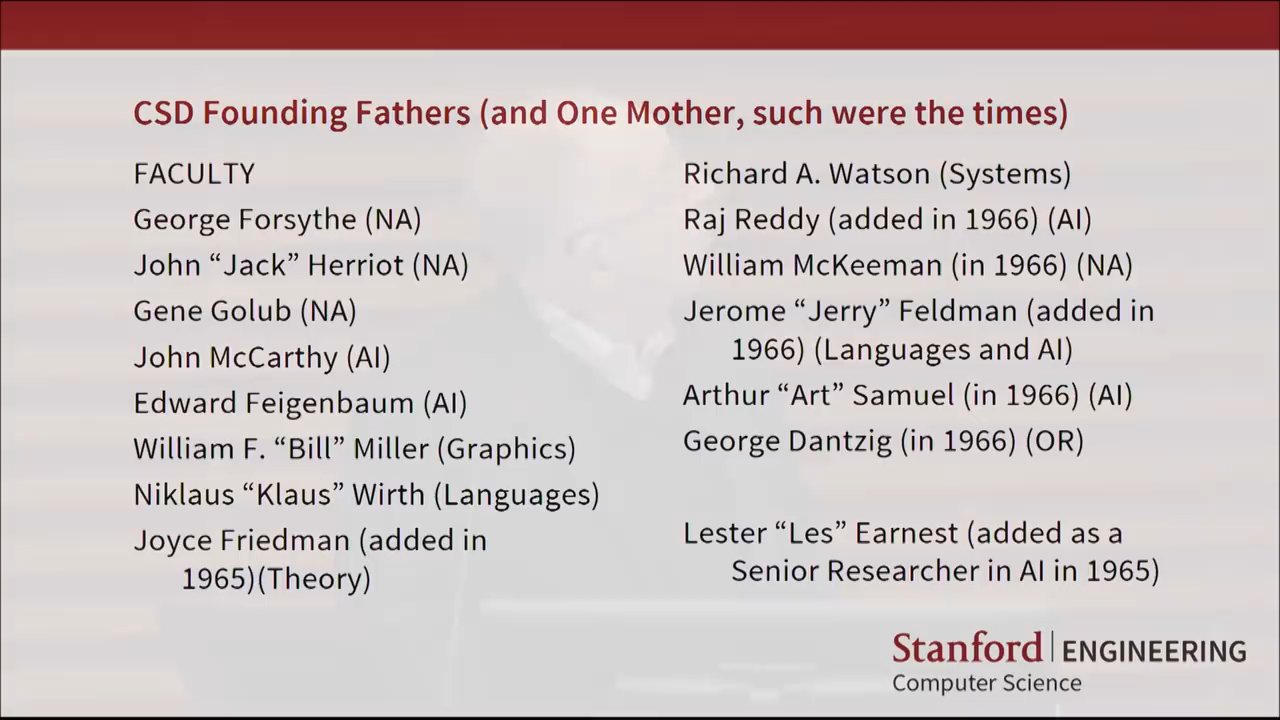 CSD Founding Fathers (and One Mother, such were the times)
FACULTY
George Forsythe (NA)
John “Jack” Herriot (NA)
Gene Golub (NA)
John McCarthy (AI)
Edward Feigenbaum (AI)
William F. “Bill” Miller (Graphics)
Niklaus “Klaus” Wirth (Languages)
Joyce Friedman (added in
1965)(Theory)
Richard A. Watson (Systems)
Raj Reddy (added in 1966) (AI)
William McKeeman (in 1966) (NA)
Jerome “Jerry” Feldman (added in
1966) (Languages and AI)
Arthur “Art” Samuel (in 1966) (AI)
George Dantzig (in 1966) (OR)
Lester “Les” Earnest (added as a
Senior Researcher in AI in 1965)
Stanford | ENGINEERING
Computer Science